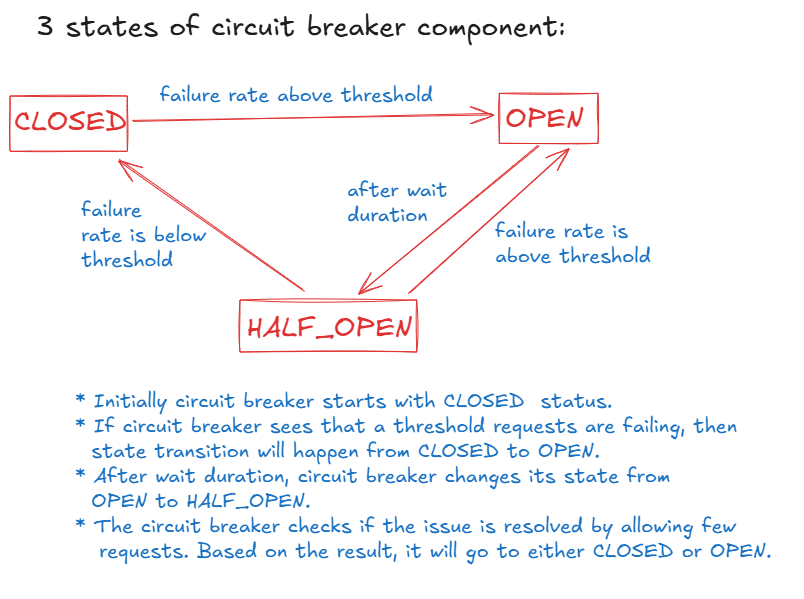 3 states of circuit breaker component:
failure rate above threshold
CLOSED
OPEN
after wait
duration
failure
rate is below
threshold
failure rate is
above threshold
HALF_OPEN
* Initially circuit breaker starts with CLOSED status.
* If circuit breaker sees that a threshold requests are failing, then
state transition will happen from CLOSED to OPEN.
* After wait duration, circuit breaker changes its state from
OPEN to HALF_OPEN.
* The circuit breaker checks if the issue is resolved by allowing few
requests. Based on the result, it will go to either CLOSED or OPEN.